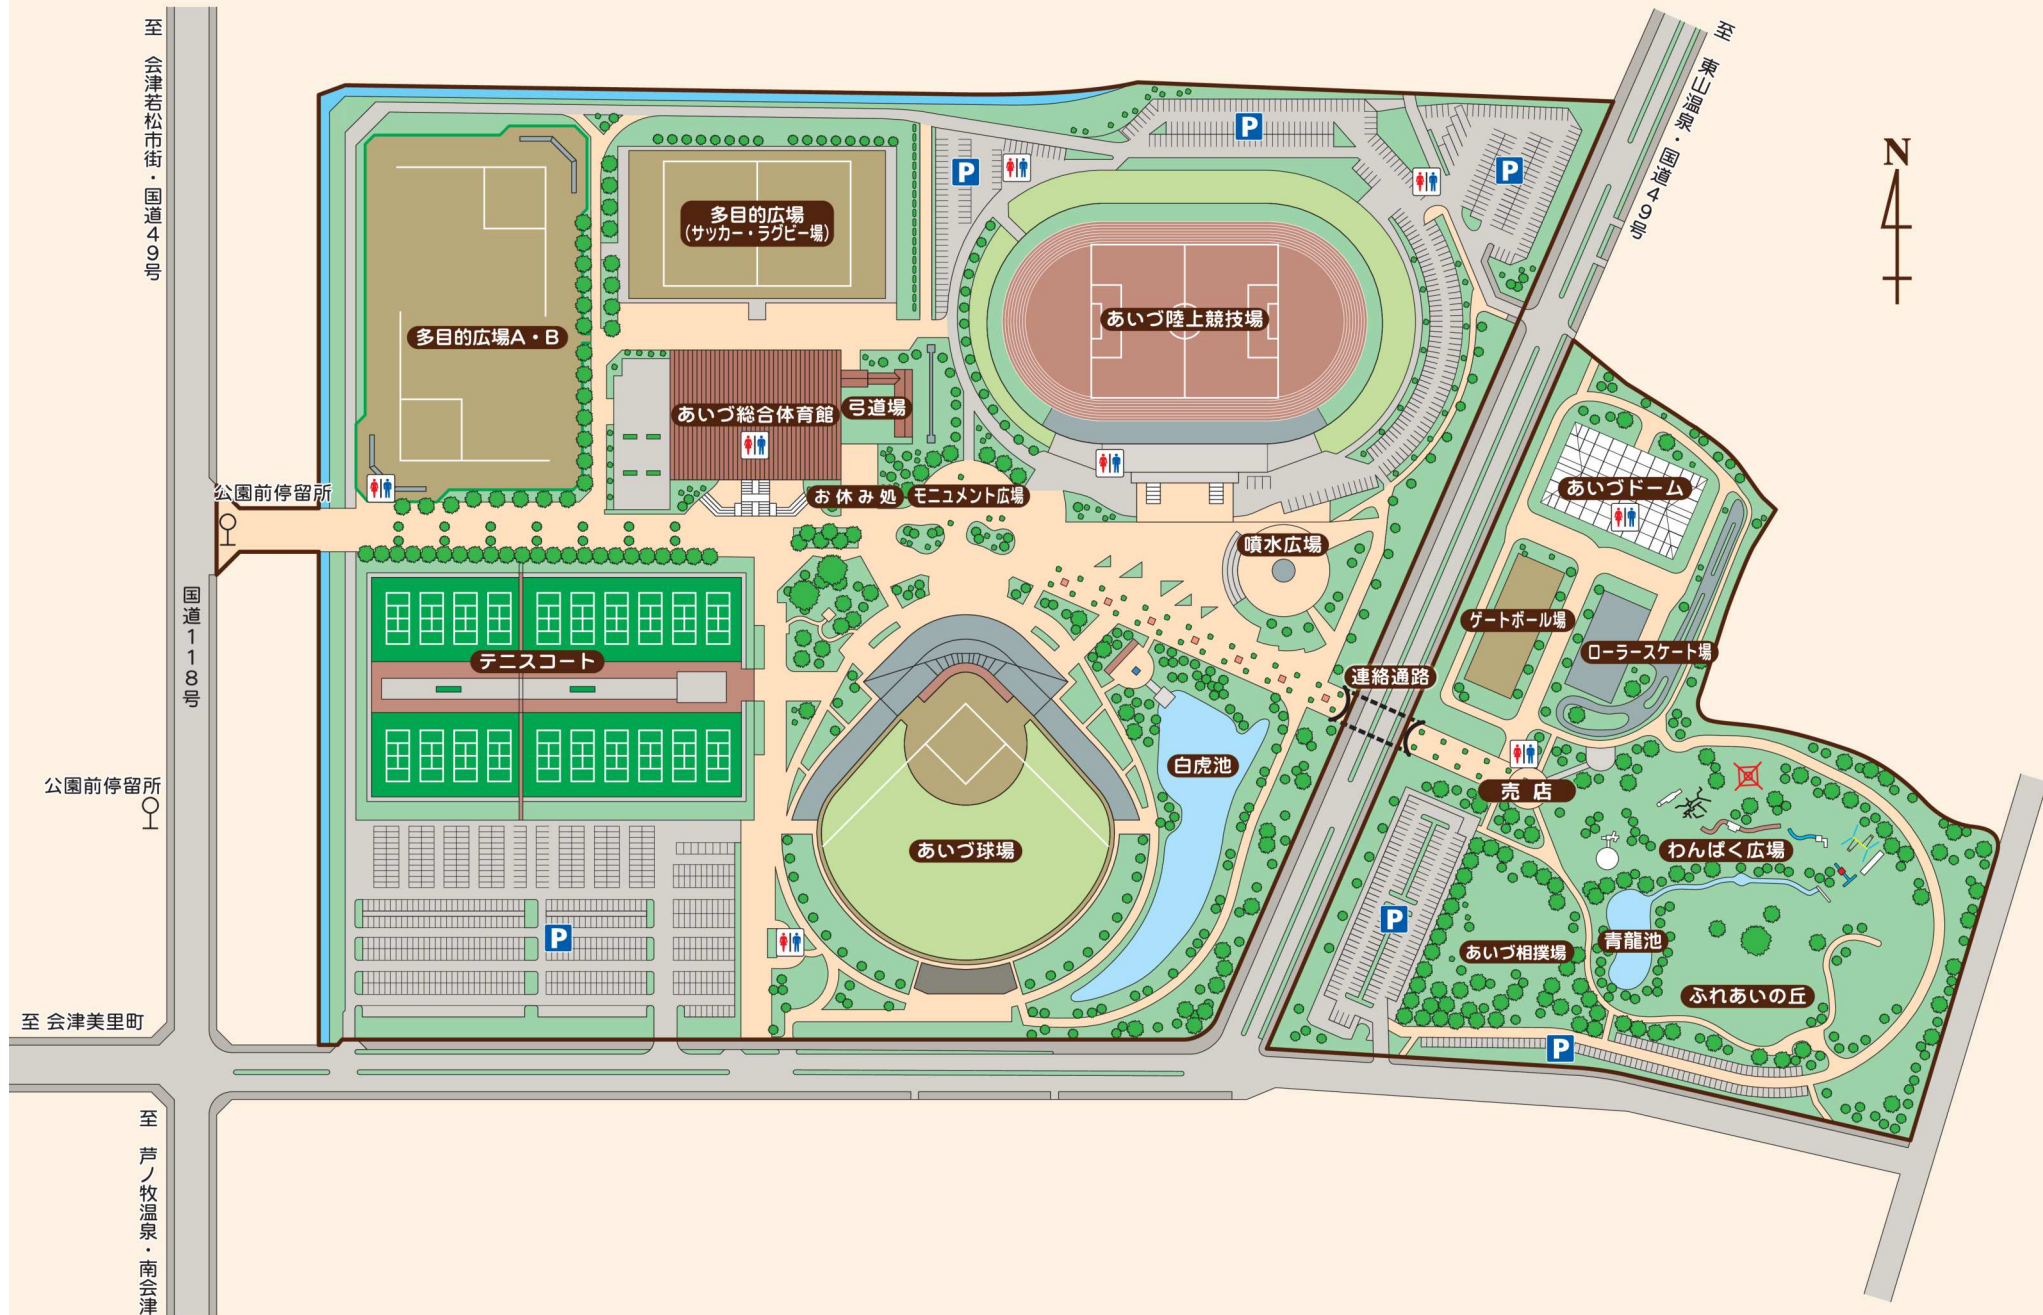 至 会津若松市街・国道49号
至 東山温泉・国道49号
N
P
P
P
多目的広場
(サッカー・ラグビー場)
多目的広場A・B
あいづ陸上競技場
あいづ総合体育館
弓道場
お休み処
モニュメント広場
公園前停留所
あいづドーム
噴水広場
ゲートボール場
ローラースケート場
国道118号
テニスコート
連絡通路
白虎池
公園前停留所
売店
あいづ球場
わんぱく広場
P
P
青龍池
あいづ相撲場
ふれあいの丘
至 会津美里町
P
至 芦ノ牧温泉・南会津